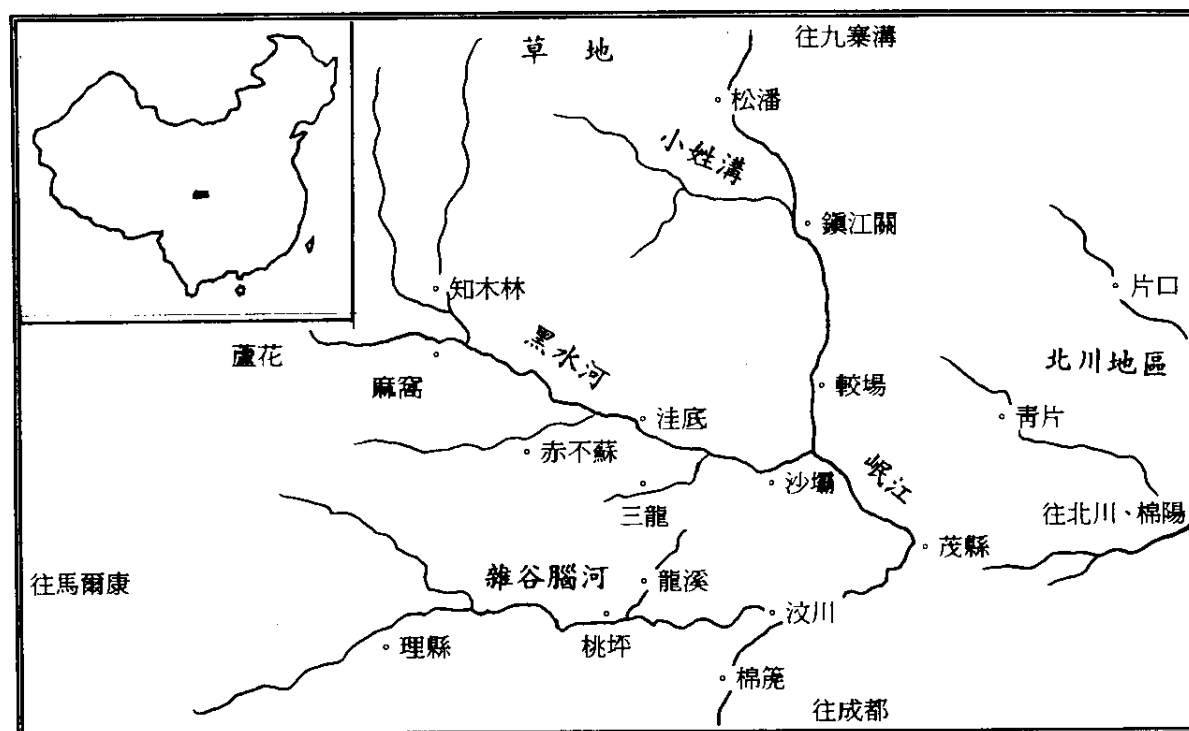 草 地
往九寨溝
松潘
小姓溝
鎮江關
知木林
片口
黑水河
蘆花
麻窩
北川地區
較場
洼底
青片
赤不蘇
岷江
沙壩
三龍
往北川、棉陽
茂縣
雜谷腦河
龍溪
往馬爾康
汶川
理縣
桃坪
棉篪
往成都